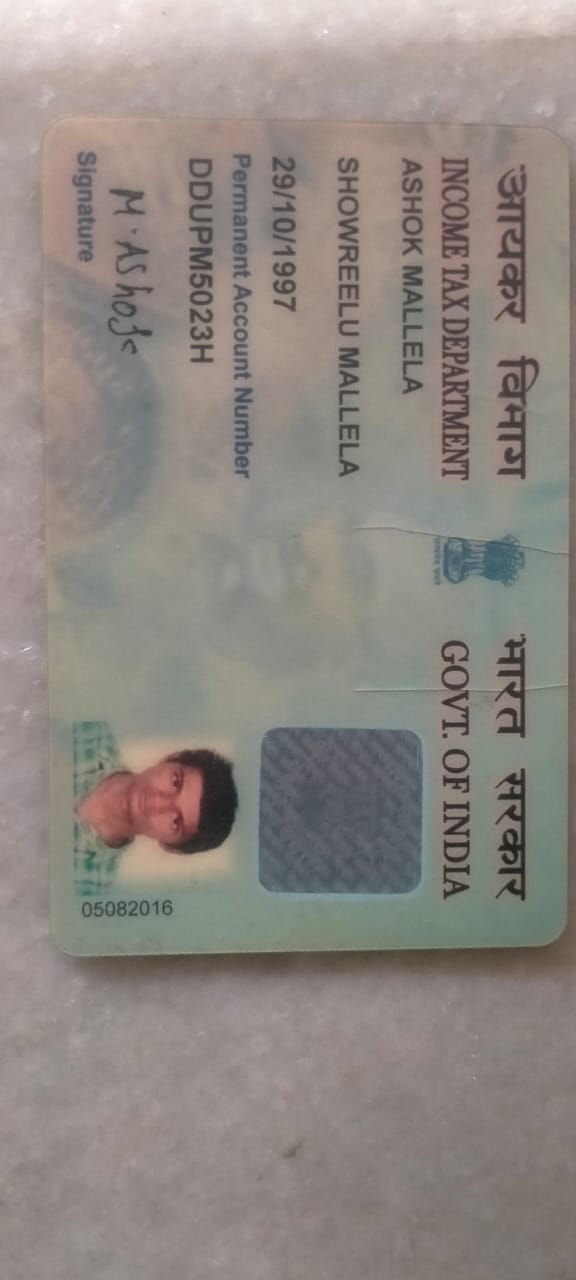 आयकर विभाग भारत सरकार
INCOME TAX DEPARTMENT GOVT. OF INDIA
ASHOK MALLELA
SHOWREELU MALLELA
29/10/1997
Permanent Account Number
DDUPM5023H
M. Ashok
Signature
05082016